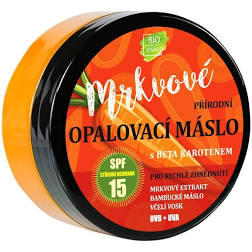 BIO
Mrkvové
PŘÍRODNÍ
OPALOVACÍ MÁSLO
s BETA KAROTENEM
SPF
STŘEDNÍ OCHRANA
15
PRO RYCHLÉ ZHNĚDNUTÍ
MRKVOVÝ EXTRAKT
BAMBUCKÉ MÁSLO
VČELÍ VOSK
UVB + UVA